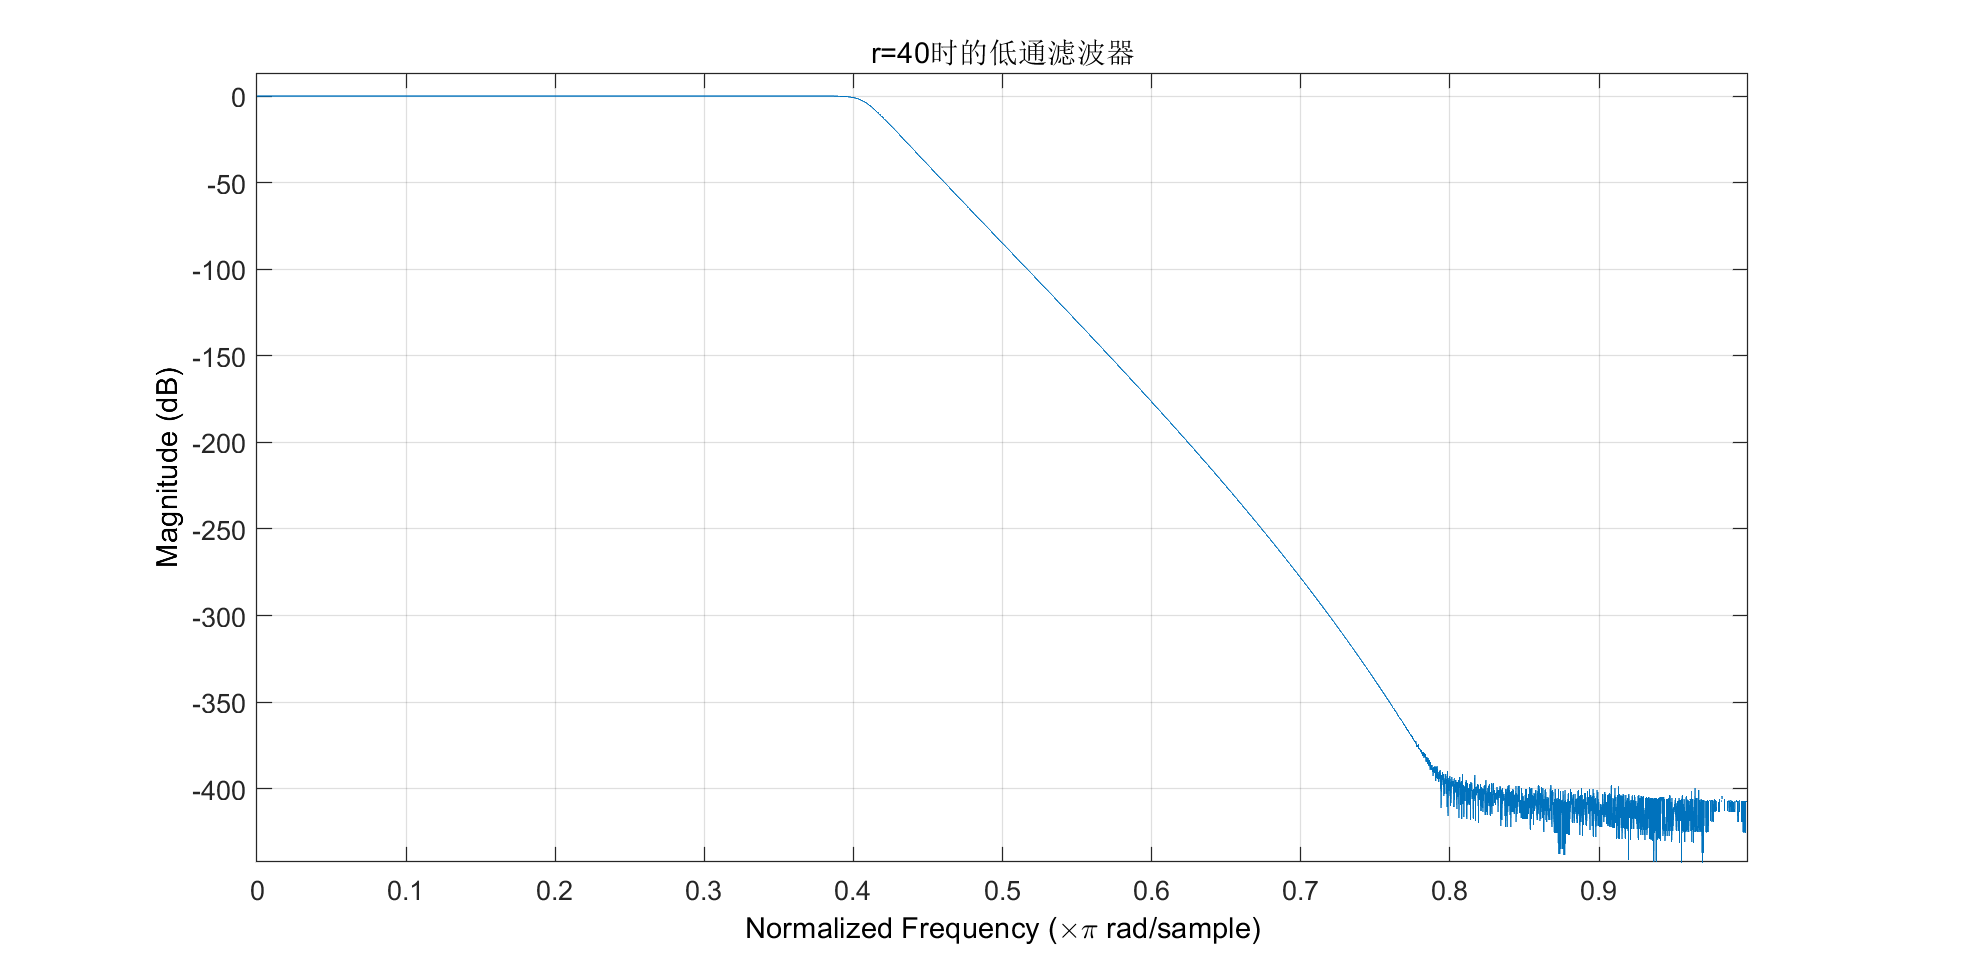 r=40时的低通滤波器
0
-50
-100
-150
-200
-250
-300
-350
-400
Magnitude (dB)
0 0.1 0.2 0.3 0.4 0.5 0.6 0.7 0.8 0.9
Normalized Frequency (×π rad/sample)